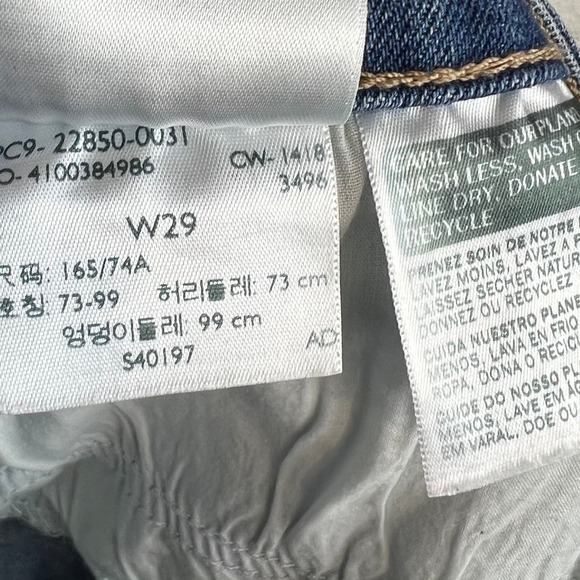 PC9- 22850-0031
O- 4100384986
CW-1418
3496
W29
尺码: 165/74A
호칭: 73-99 허리둘레: 73 cm
엉덩이둘레: 99 cm
S40197
AD
CARE FOR OUR PLAN
WASH LESS, WASH
LINE DRY, DONATE
RECYCLE
PRENEZ SOIN DE NOTRE
LAVEZ MOINS, LAVEZ À F
LAISSEZ SÉCHER NATUR
DONNEZ OU RECYCLEZ
CUIDA NUESTRO PLANE
MENOS, LAVA EN FRIO
ROPA, DONA O RECICL
CUIDE DO NOSSO PL
MENOS, LAVE EM ÁG
EM VARAL, DOE OU